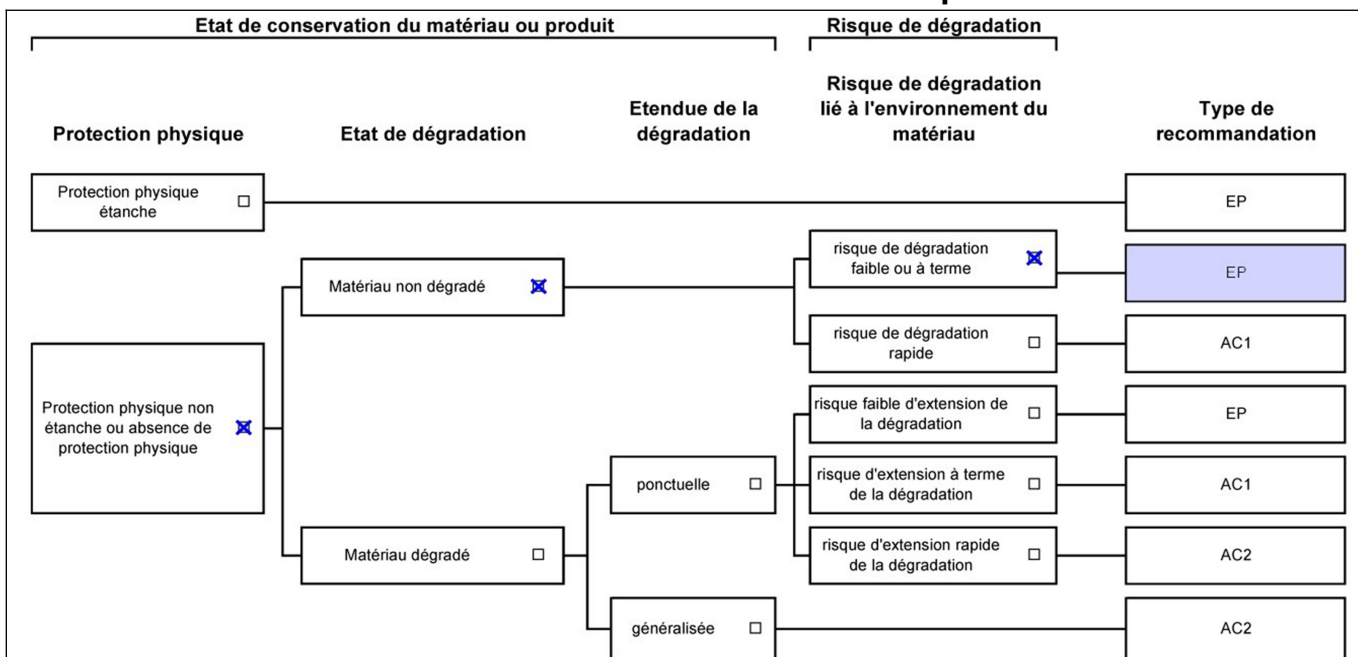 Etat de conservation du matériau ou produit
Risque de dégradation
Protection physique
Etat de dégradation
Etendue de la
dégradation
Risque de dégradation
lié à l'environnement du
matériau
Type de
recommandation
Protection physique
étanche
EP
risque de dégradation
faible ou à terme
Matériau non dégradé
EP
risque de dégradation
rapide
AC1
Protection physique non
étanche ou absence de
protection physique
risque faible d'extension de
la dégradation
EP
ponctuelle
risque d'extension à terme
de la dégradation
AC1
Matériau dégradé
risque d'extension rapide
de la dégradation
AC2
généralisée
AC2